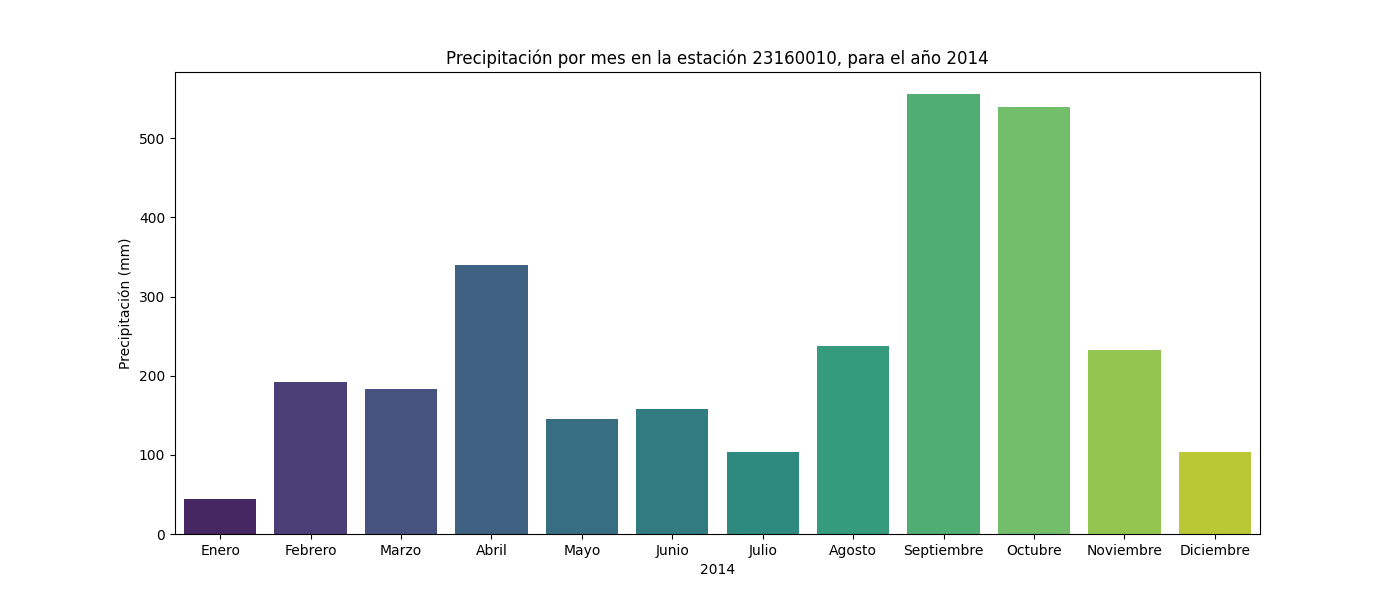 Precipitación por mes en la estación 23160010, para el año 2014
Precipitación (mm)
500
400
300
200
100
0
Enero Febrero Marzo Abril Mayo Junio Julio Agosto Septiembre Octubre Noviembre Diciembre
2014